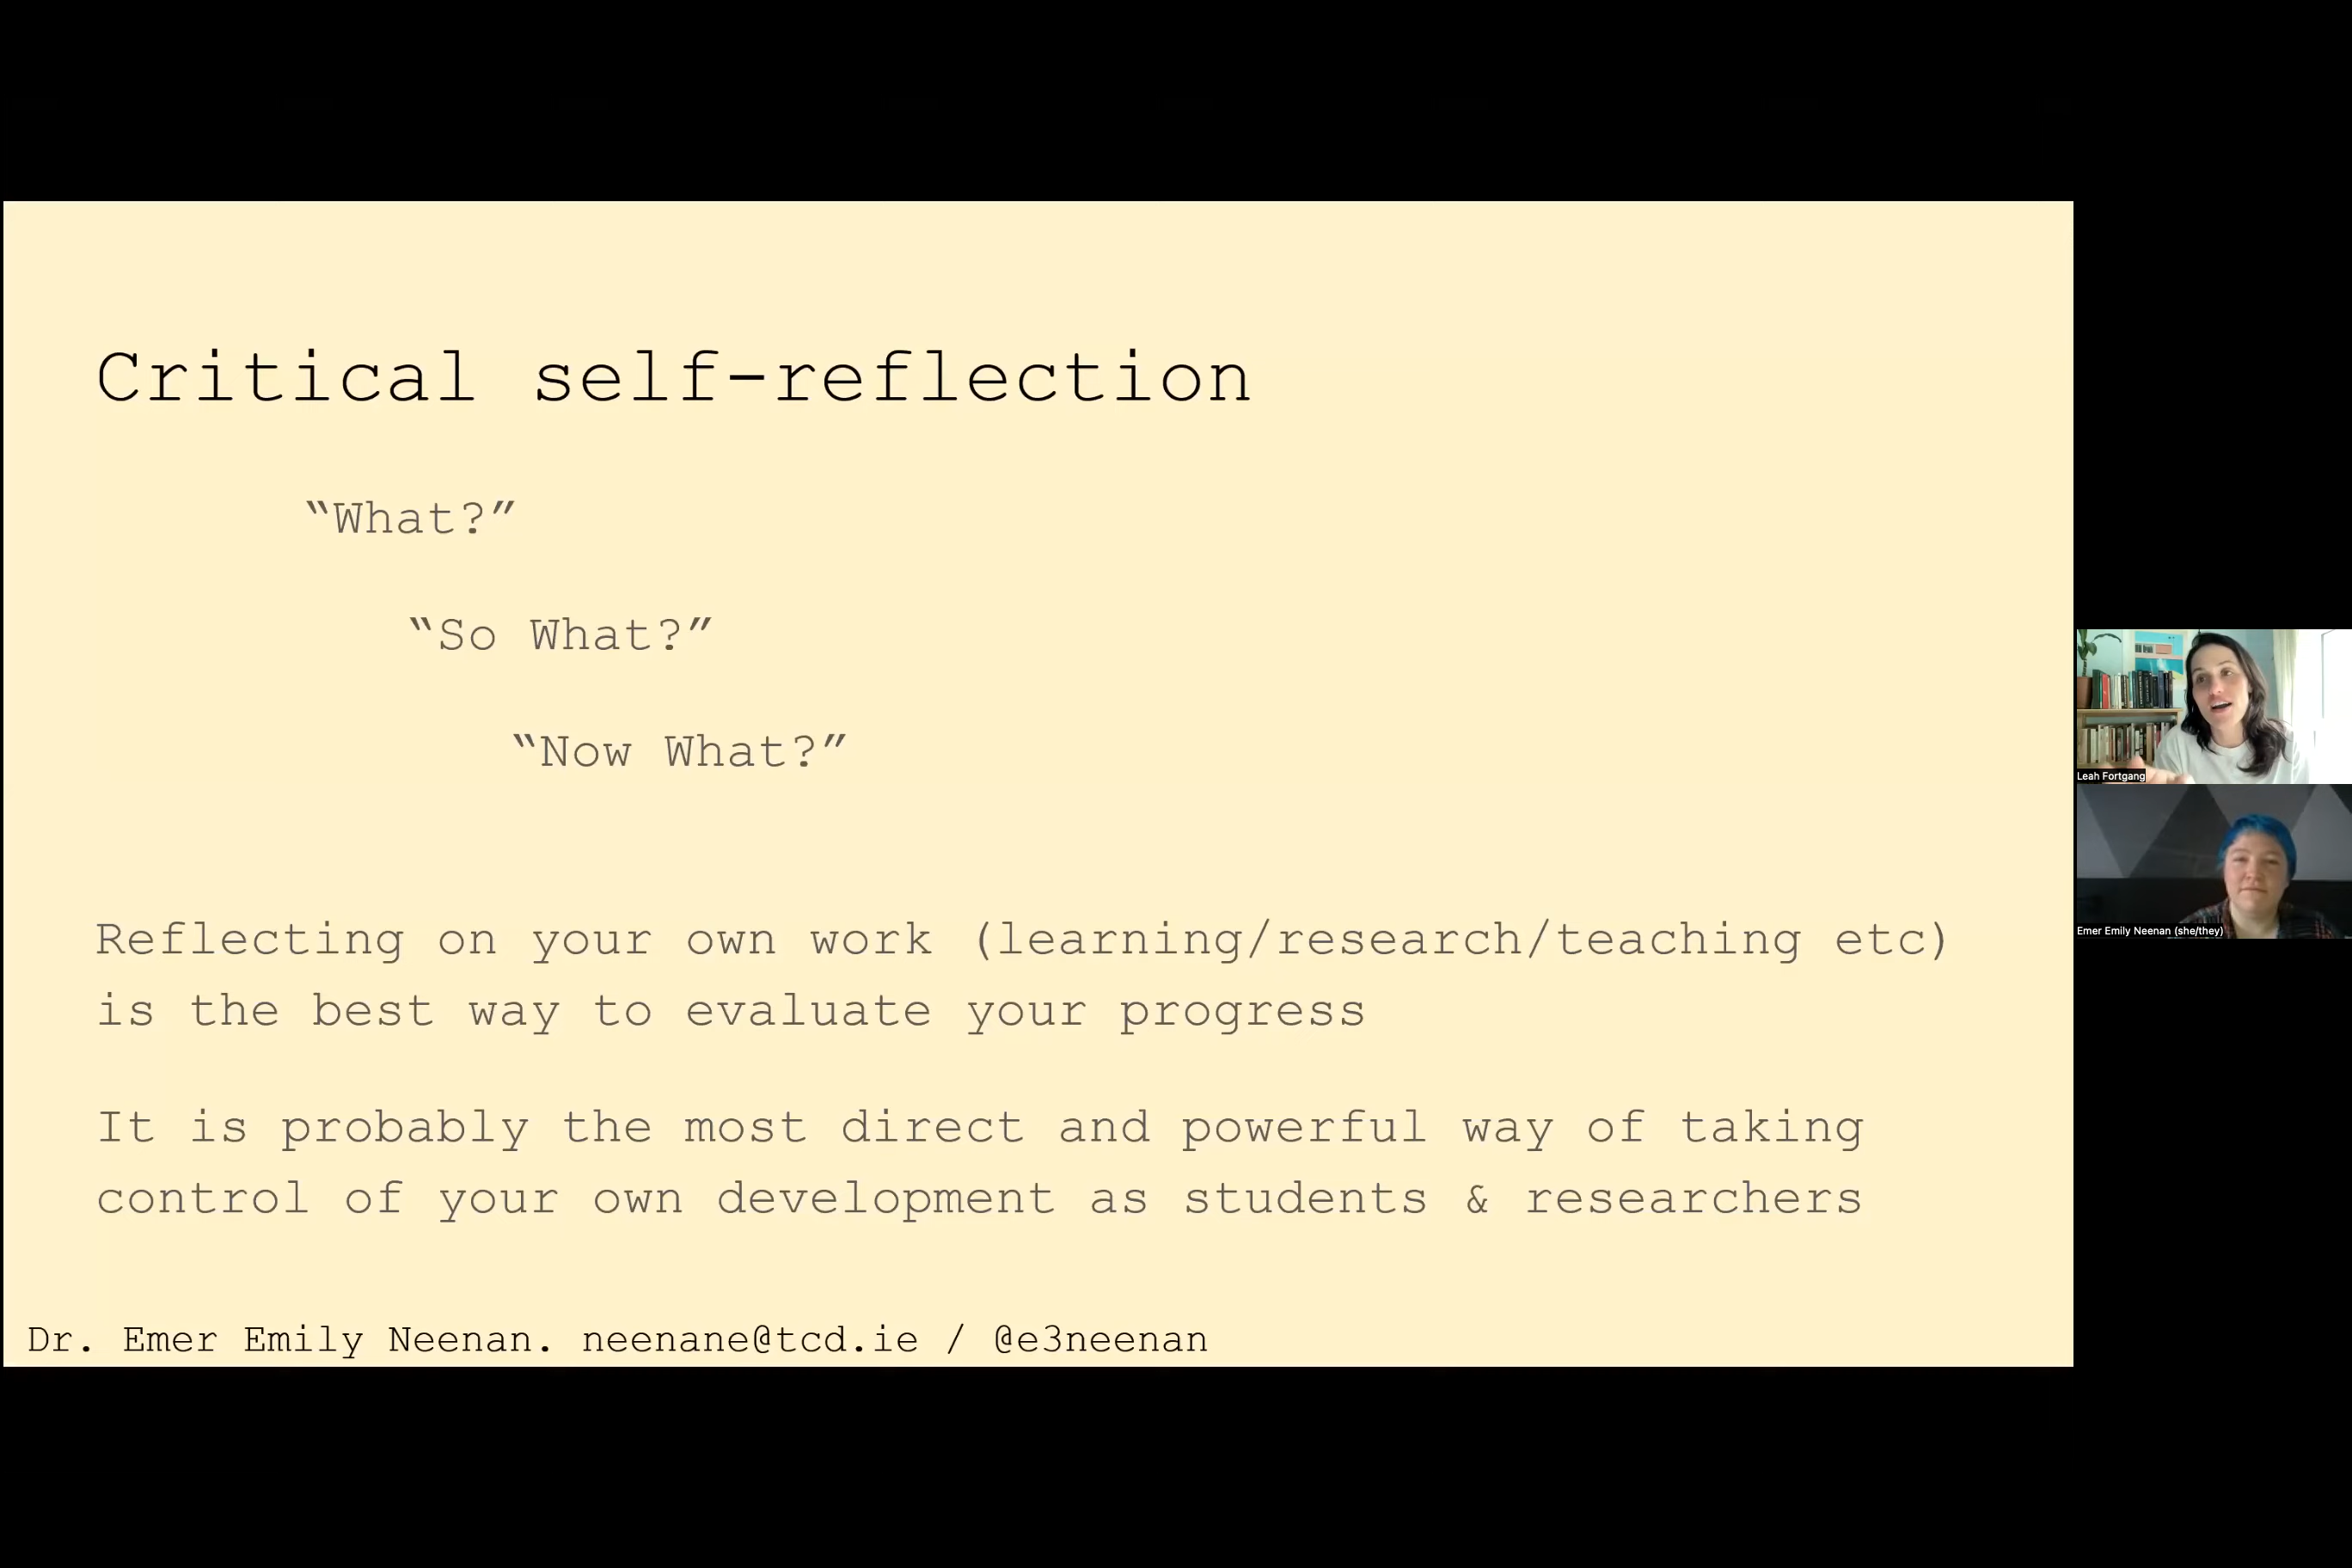 Critical self-reflection
“What?”
“So What?”
“Now What?”
Reflecting on your own work (learning/research/teaching etc)
is the best way to evaluate your progress
It is probably the most direct and powerful way of taking
control of your own development as students & researchers
Dr. Emer Emily Neenan. neenane@tcd.ie / @e3neenan
Leah Fortgang
Emer Emily Neenan (she/they)